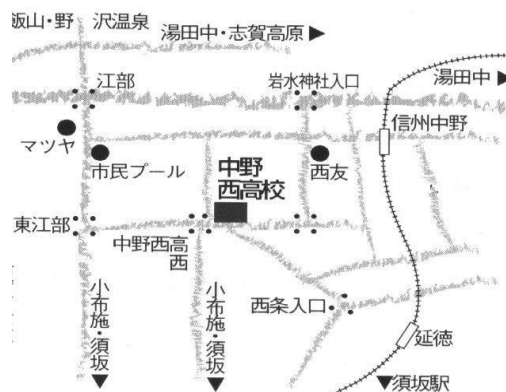 飯山・野沢温泉
湯田中・志賀高原▶
江部
岩水神社入口
湯田中▶
信州中野
マツヤ
市民プール
中野
西高校
西友
東江部
中野西高
西
小布施・須坂
小布施・須坂
西条入口
延徳
須坂駅